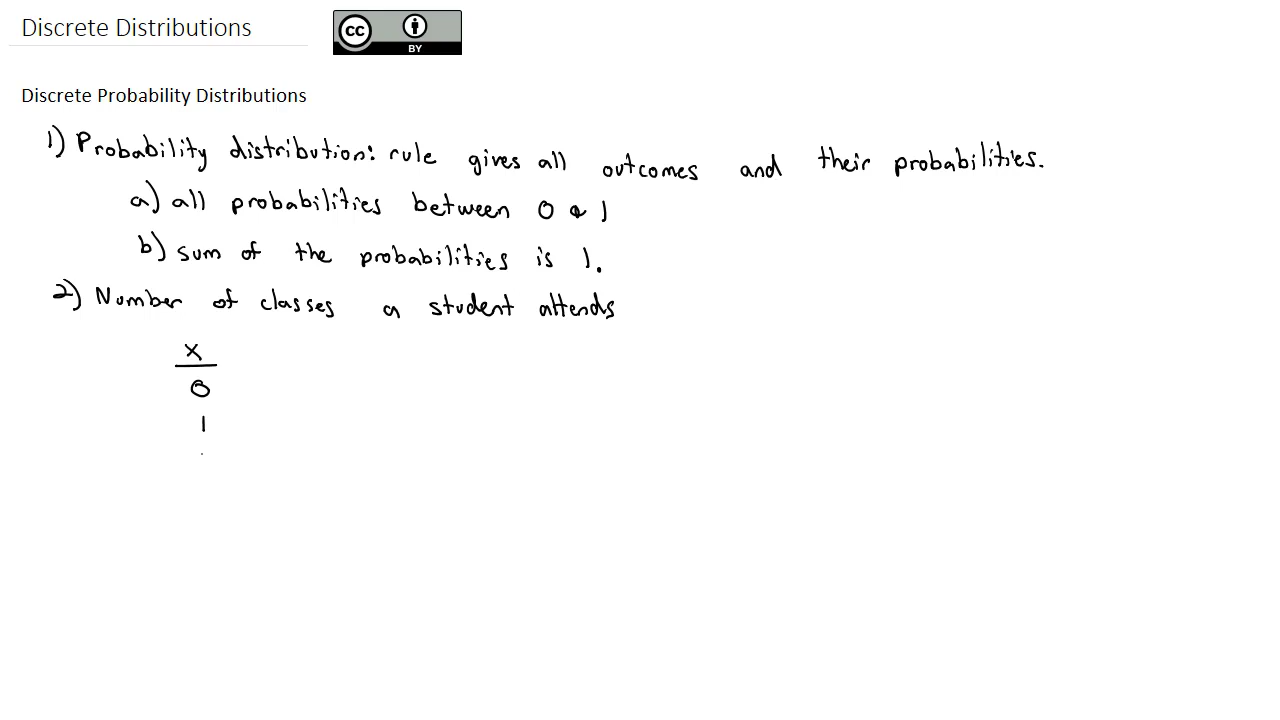 Discrete Distributions
cc BY
Discrete Probability Distributions
1) Probability distribution: rule gives all outcomes and their probabilities.
a) all probabilities between 0 & 1
b) sum of the probabilities is 1.
2) Number of classes a student attends
X
0
1